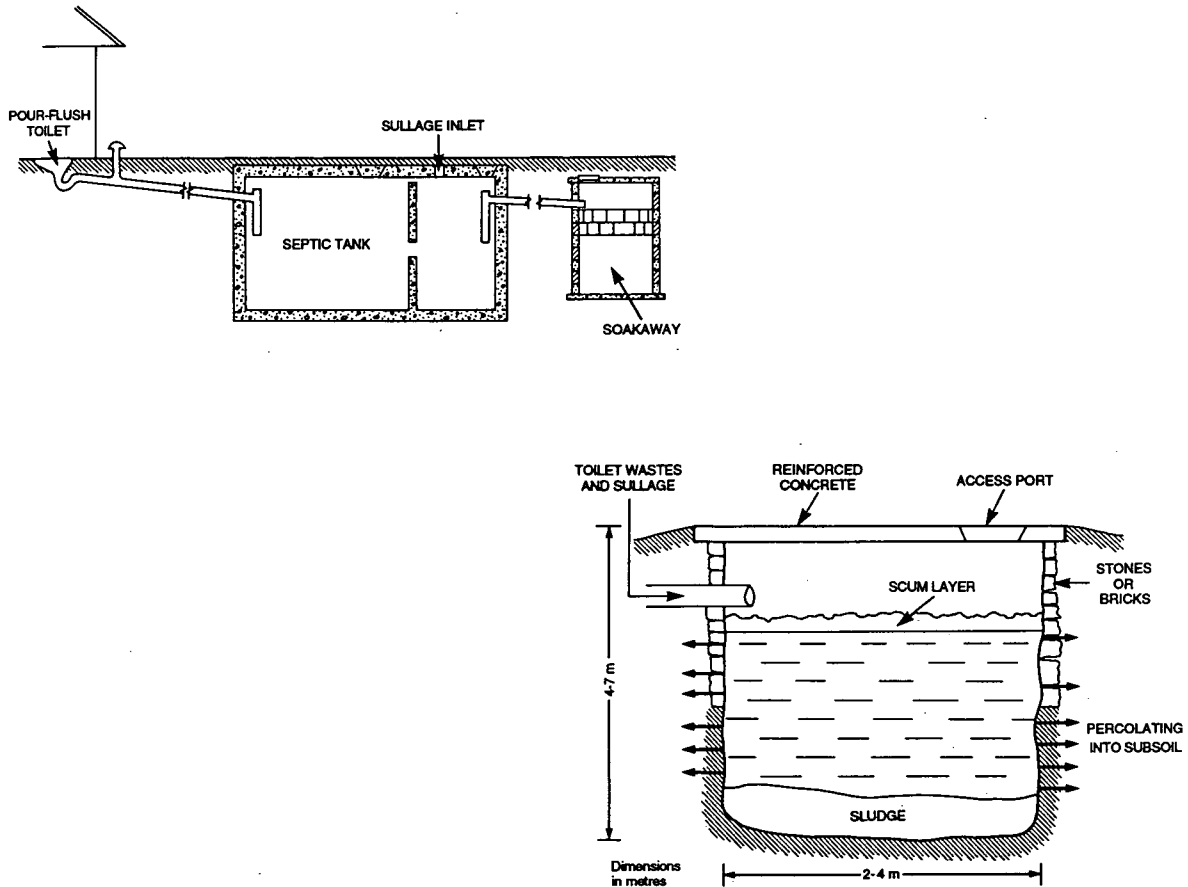 POUR-FLUSH
TOILET
SULLAGE INLET
SEPTIC TANK
SOAKAWAY
TOILET WASTES
AND SULLAGE
REINFORCED
CONCRETE
ACCESS PORT
STONES
OR
BRICKS
SCUM LAYER
4-7 m
PERCOLATING
INTO SUBSOIL
SLUDGE
Dimensions
in metres
2-4 m